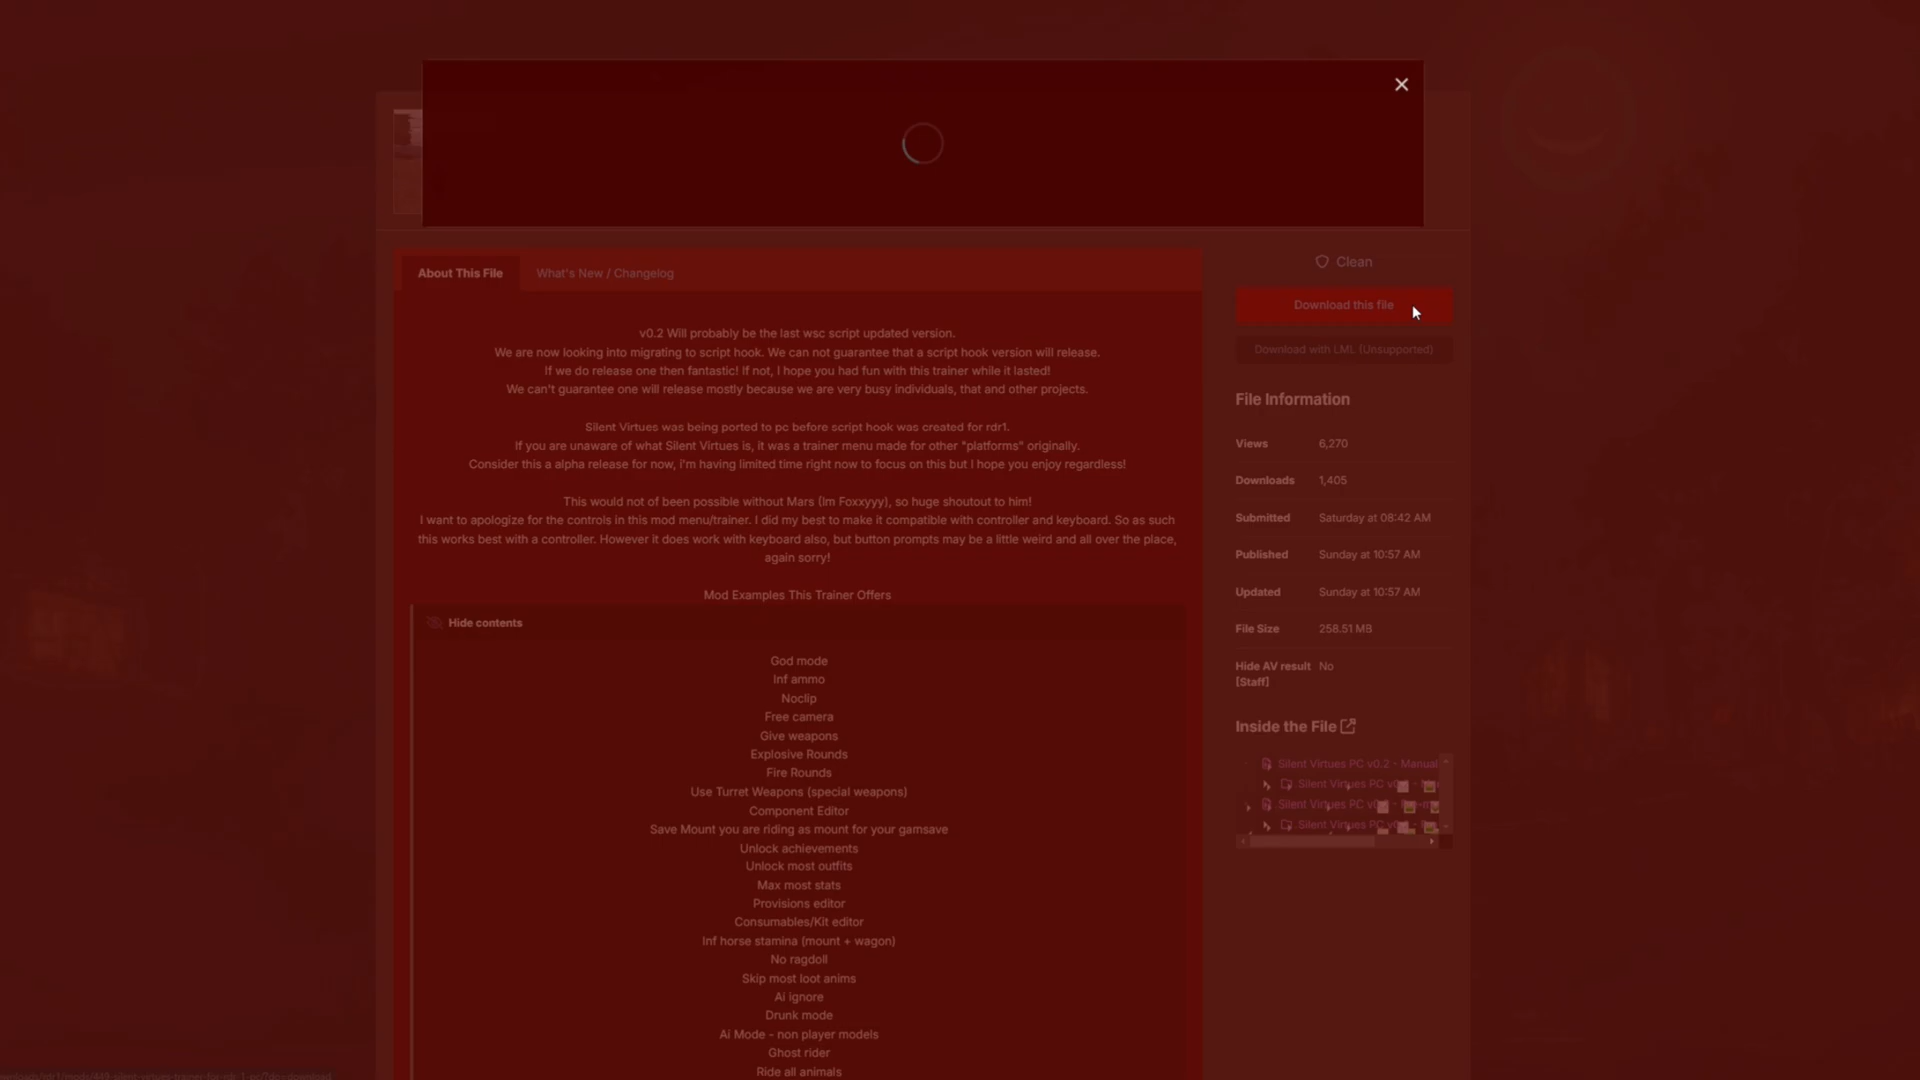 About This File
What's New / Changelog
v0.2 Will probably be the last wsc script updated version.
We are now looking into migrating to script hook. We can not guarantee that a script hook version will release.
If we do release one then fantastic! If not, I hope you had fun with this trainer while it lasted!
We can't guarantee one will release mostly because we are very busy individuals, that and other projects.
Silent Virtues was being ported to pc before script hook was created for rdr1.
If you are unaware of what Silent Virtues is, it was a trainer menu made for other "platforms" originally.
Consider this a alpha release for now, i'm having limited time right now to focus on this but I hope you enjoy regardless!
This would not of been possible without Mars (Im Foxxyyy), so huge shoutout to him!
I want to apologize for the controls in this mod menu/trainer. I did my best to make it compatible with controller and keyboard. So as such
this works best with a controller. However it does work with keyboard also, but button prompts may be a little weird and all over the place,
again sorry!
Mod Examples This Trainer Offers
Hide contents
God mode
Inf ammo
Noclip
Free camera
Give weapons
Explosive Rounds
Fire Rounds
Use Turret Weapons (special weapons)
Component Editor
Save Mount you are riding as mount for your gamsave
Unlock achievements
Unlock most outfits
Max most stats
Provisions editor
Consumables/Kit editor
Inf horse stamina (mount + wagon)
No ragdoll
Skip most loot anims
Ai ignore
Drunk mode
Ai Mode - non player models
Ghost rider
Ride all animals
Clean
Download this file
Download with LML (Unsupported)
File Information
Views 6,270
Downloads 1,405
Submitted Saturday at 08:42 AM
Published Sunday at 10:57 AM
Updated Sunday at 10:57 AM
File Size 258.51 MB
Hide AV result No
[Staff]
Inside the File
Silent Virtues PC v0.2 - Manual
Silent Virtues PC
Silent Virtues PC
Silent Virtues PC